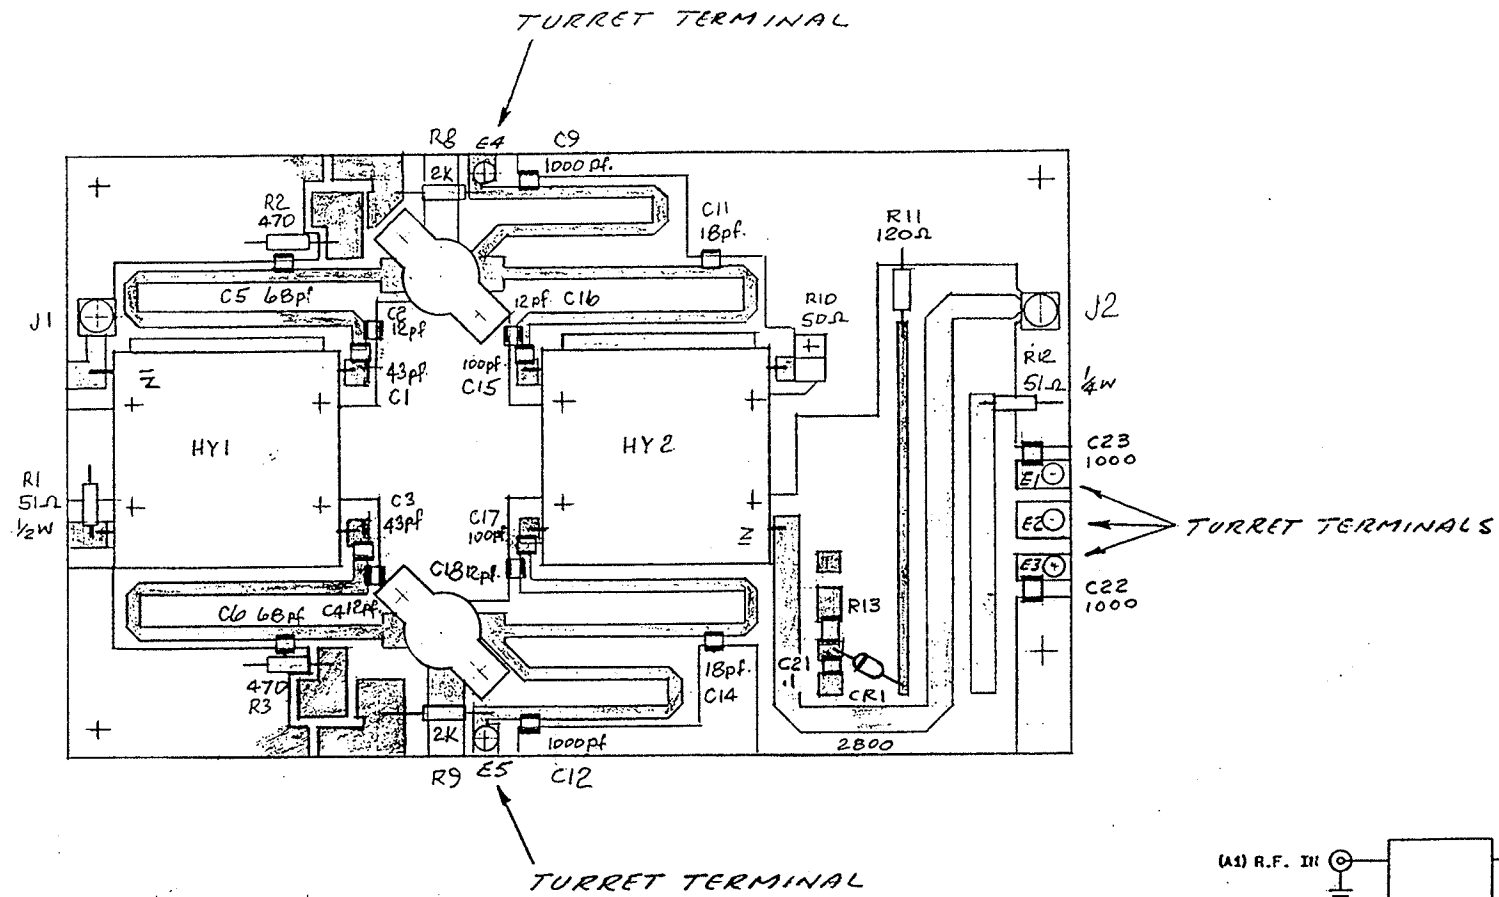 TURRET TERMINAL
R8 E4 C9
1000 pf.
2K
R2
470
C11
18pf.
R11
120Ω
C5 68pf
C2
12pf
12pf. C16
R10
50Ω
J1
J2
43pf.
C1
100pf.
C15
R12
51Ω 1/4W
HY1
HY2
C23
1000
E1
R1
51Ω
1/2W
C3
43pf
C17
100pf.
E2
TURRET TERMINALS
E3
C22
1000
C18 12pf.
C6 68pf C4 12pf.
R13
470
R3
18pf.
C14
C21
.1
CR1
2K
1000pf
2800
R9 E5 C12
TURRET TERMINAL
(A1) R.F. IN